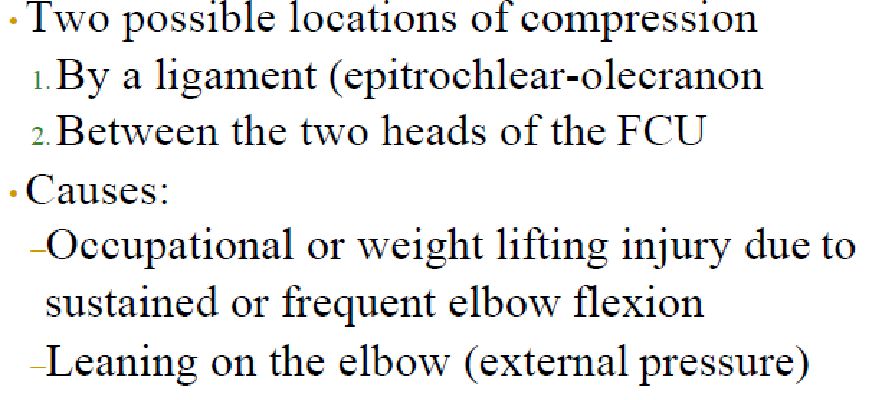 • Two possible locations of compression
1. By a ligament (epitrochlear-olecranon
2. Between the two heads of the FCU
• Causes:
–Occupational or weight lifting injury due to
sustained or frequent elbow flexion
–Leaning on the elbow (external pressure)